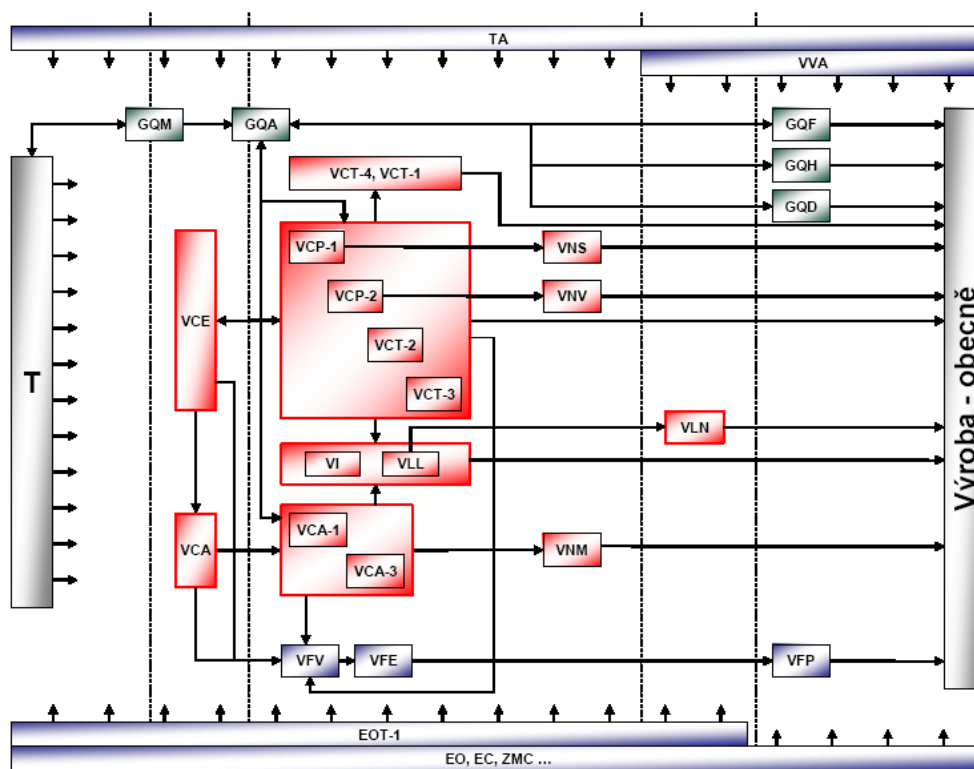 TA
VVA
GQM
GQA
GQF
GQH
GQD
VCT-4, VCT-1
VCP-1
VNS
VCP-2
VNV
VCE
VCT-2
VCT-3
T
Výroba - obecně
VLN
VI
VLL
VCA-1
VCA
VCA-3
VNM
VFV
VFE
VFP
EOT-1
EO, EC, ZMC ...